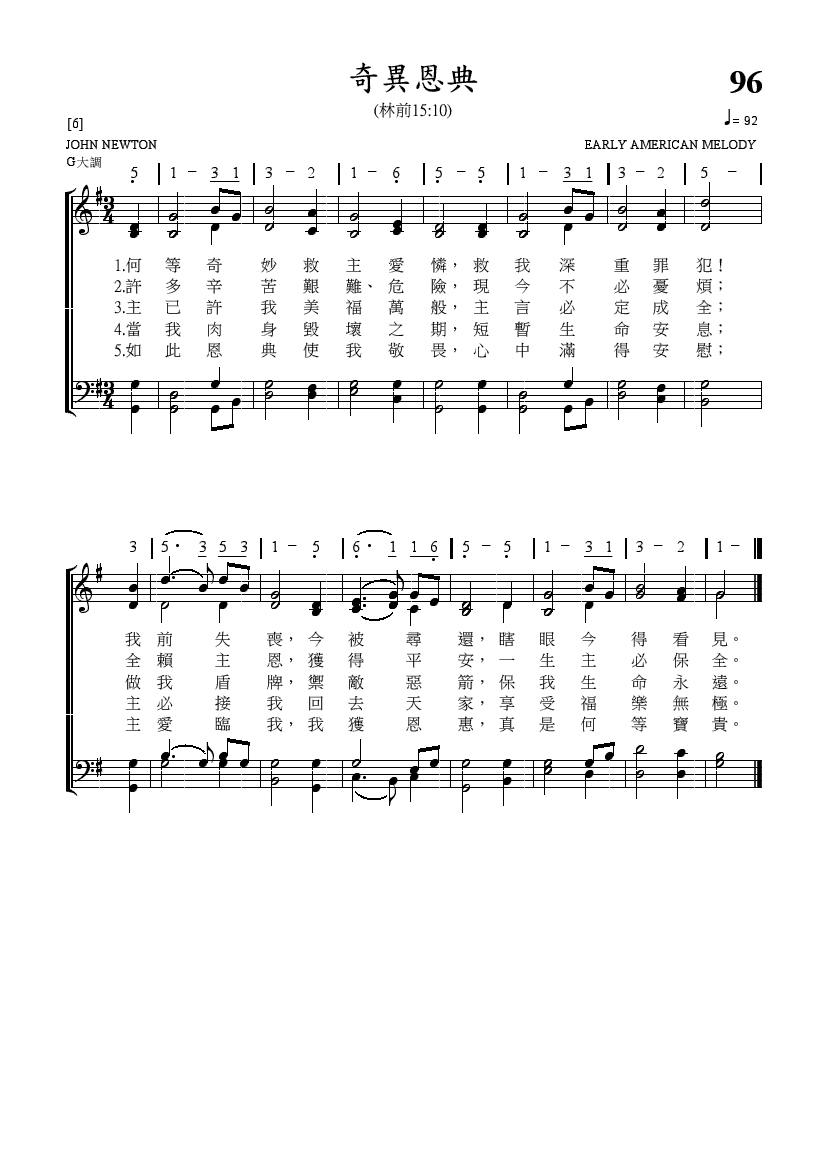 奇異恩典
96
(林前15:10)
[6]
♩= 92
JOHN NEWTON
EARLY AMERICAN MELODY
G大調
5̣ | 1 – 3 1 | 3 – 2 | 1 – 6̣ | 5̣ – 5̣ | 1 – 3 1 | 3 – 2 | 5 – |
1.何等奇妙救主愛憐，救我深重罪犯！
2.許多辛苦艱難、危險，現今不必憂煩；
3.主已許我美福萬般，主言必定成全；
4.當我肉身毀壞之期，短暫生命安息；
5.如此恩典使我敬畏，心中滿得安慰；
3 | 5· 3 5 3 | 1 – 5̣ | 6̣· 1 1 6̣ | 5̣ – 5̣ | 1 – 3 1 | 3 – 2 | 1 –
我前失喪，今被尋還，瞎眼今得看見。
全賴主恩，獲得平安，一生主必保全。
做我盾牌，禦敵惡箭，保我生命永遠。
主必接我回去天家，享受福樂無極。
主愛臨我，我獲恩惠，真是何等寶貴。